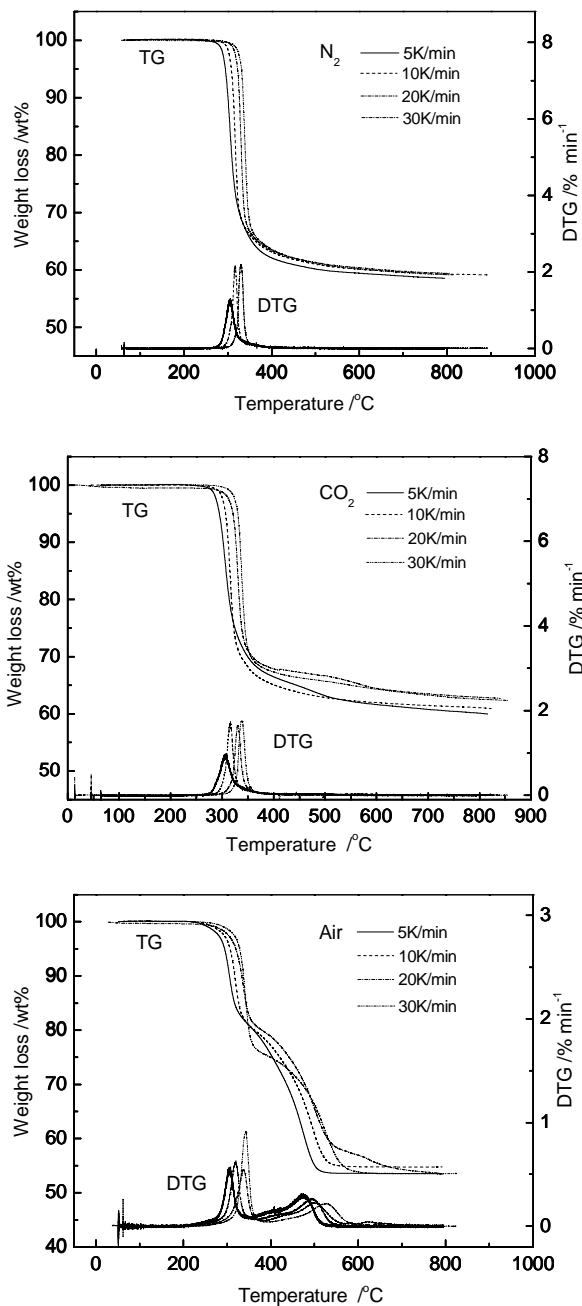 TG
N2
5K/min
10K/min
20K/min
30K/min
DTG
100
90
80
70
60
50
8
6
4
2
0
0 200 400 600 800 1000
Weight loss /wt%
DTG /% min-1
Temperature /oC
TG
CO2
5K/min
10K/min
20K/min
30K/min
DTG
100
90
80
70
60
50
8
6
4
2
0
0 100 200 300 400 500 600 700 800 900
Weight loss /wt%
DTG /% min-1
Temperature /oC
TG
Air
5K/min
10K/min
20K/min
30K/min
DTG
100
90
80
70
60
50
40
3
2
1
0
0 200 400 600 800 1000
Weight loss /wt%
DTG /% min-1
Temperature /oC